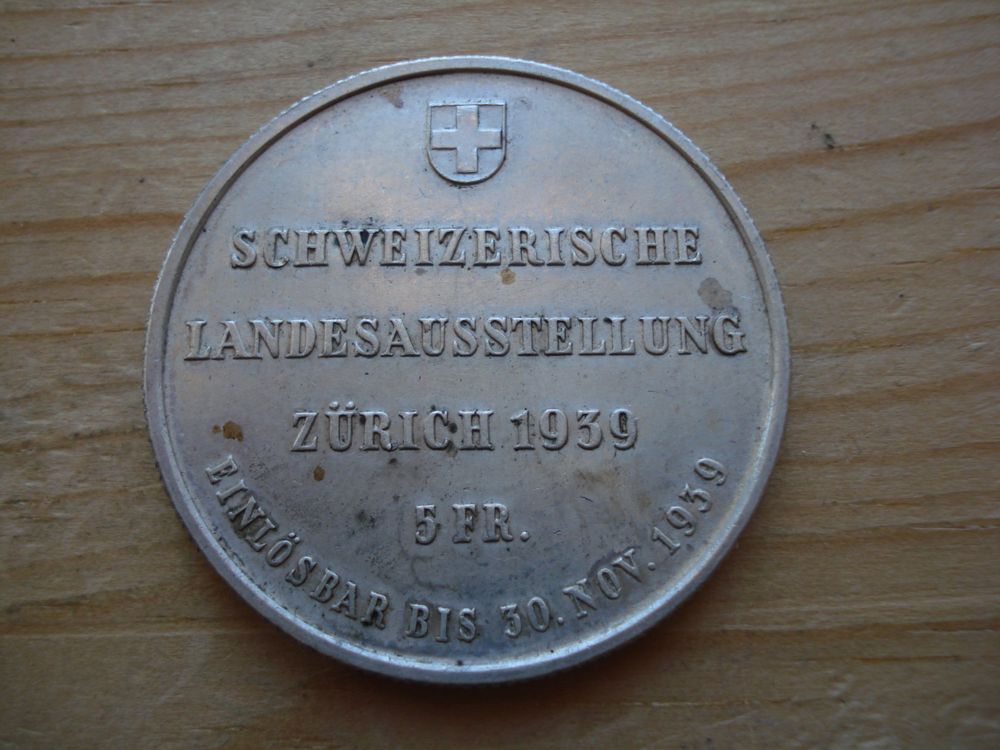 SCHWEIZERISCHE
LANDESAUSSTELLUNG
ZÜRICH 1939
5 FR.
EINLÖSBAR BIS 30. NOV. 1939